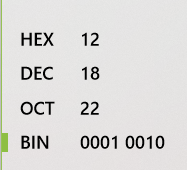 HEX 12
DEC 18
OCT 22
BIN 0001 0010